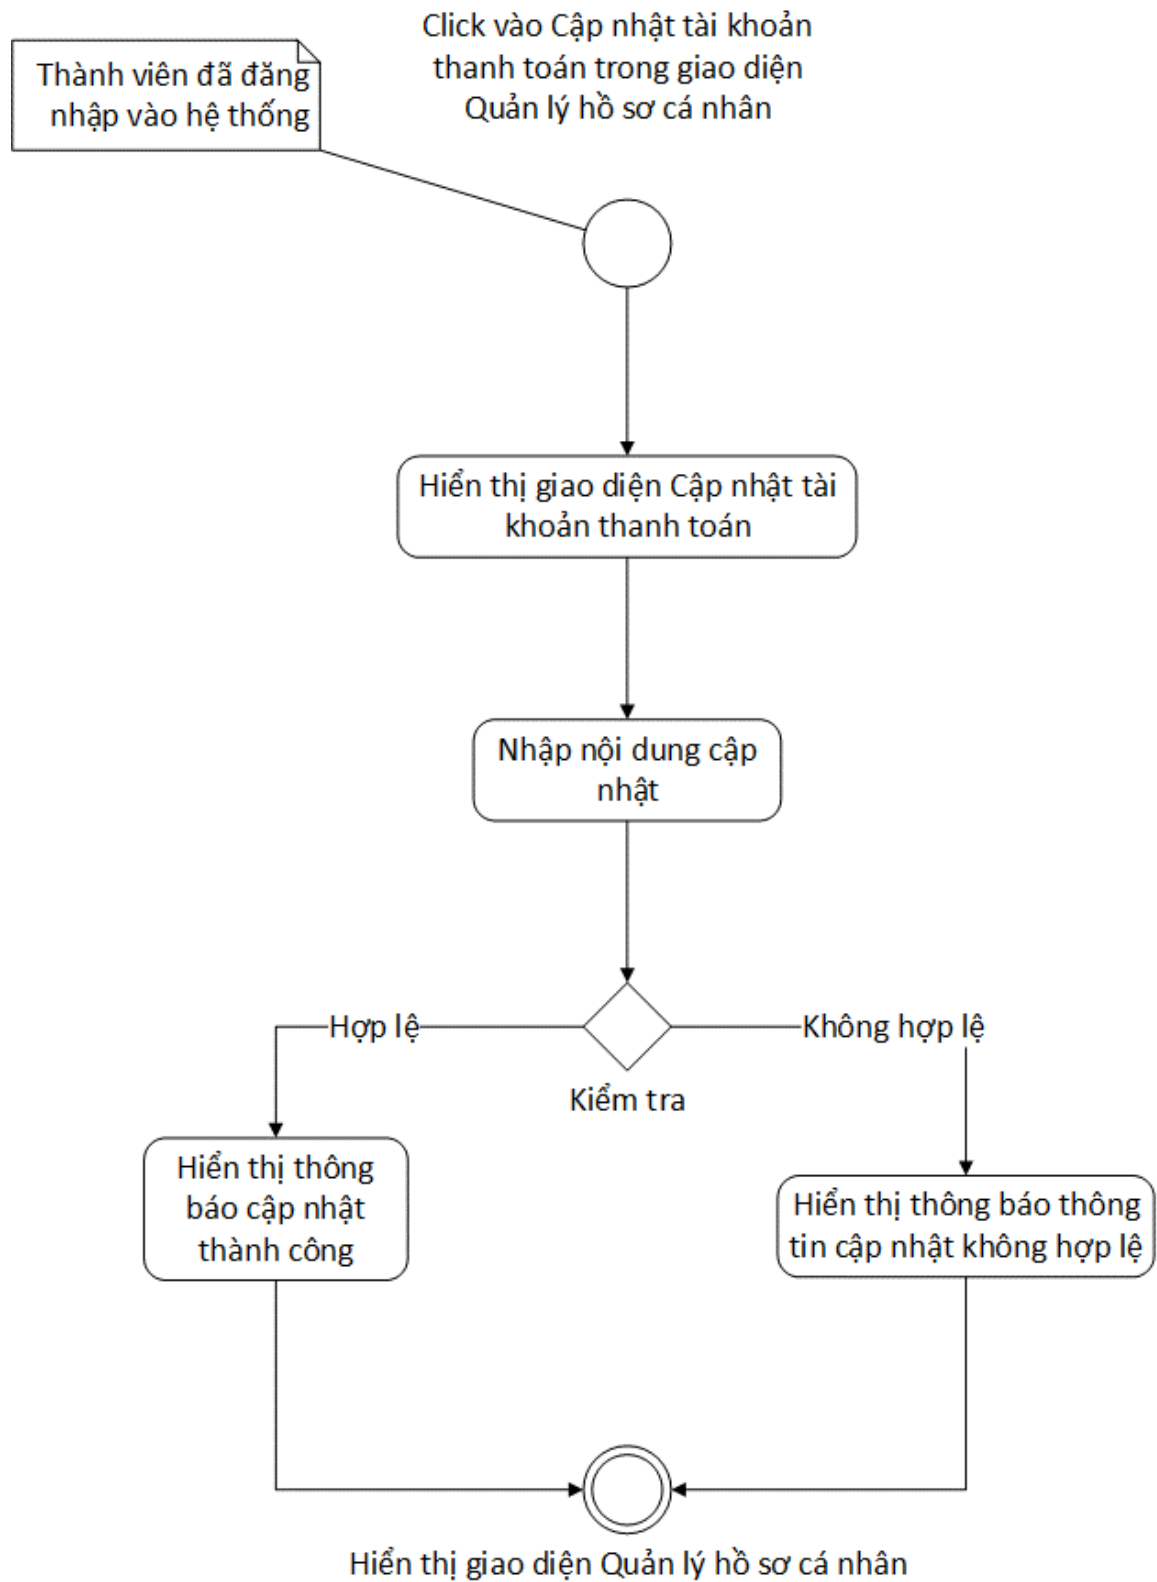 Click vào Cập nhật tài khoản
thanh toán trong giao diện
Quản lý hồ sơ cá nhân
Thành viên đã đăng
nhập vào hệ thống
Hiển thị giao diện Cập nhật tài
khoản thanh toán
Nhập nội dung cập
nhật
Hợp lệ
Không hợp lệ
Kiểm tra
Hiển thị thông
báo cập nhật
thành công
Hiển thị thông báo thông
tin cập nhật không hợp lệ
Hiển thị giao diện Quản lý hồ sơ cá nhân